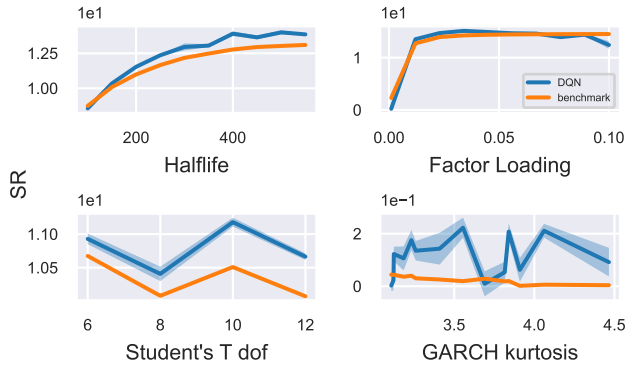 1e1
1.25
1.00
200
400
Halflife
1e1
1
0
0.00
0.05
0.10
Factor Loading
DQN
benchmark
SR
1e1
1.10
1.05
6
8
10
12
Student's T dof
1e−1
2
0
3.5
4.0
4.5
GARCH kurtosis